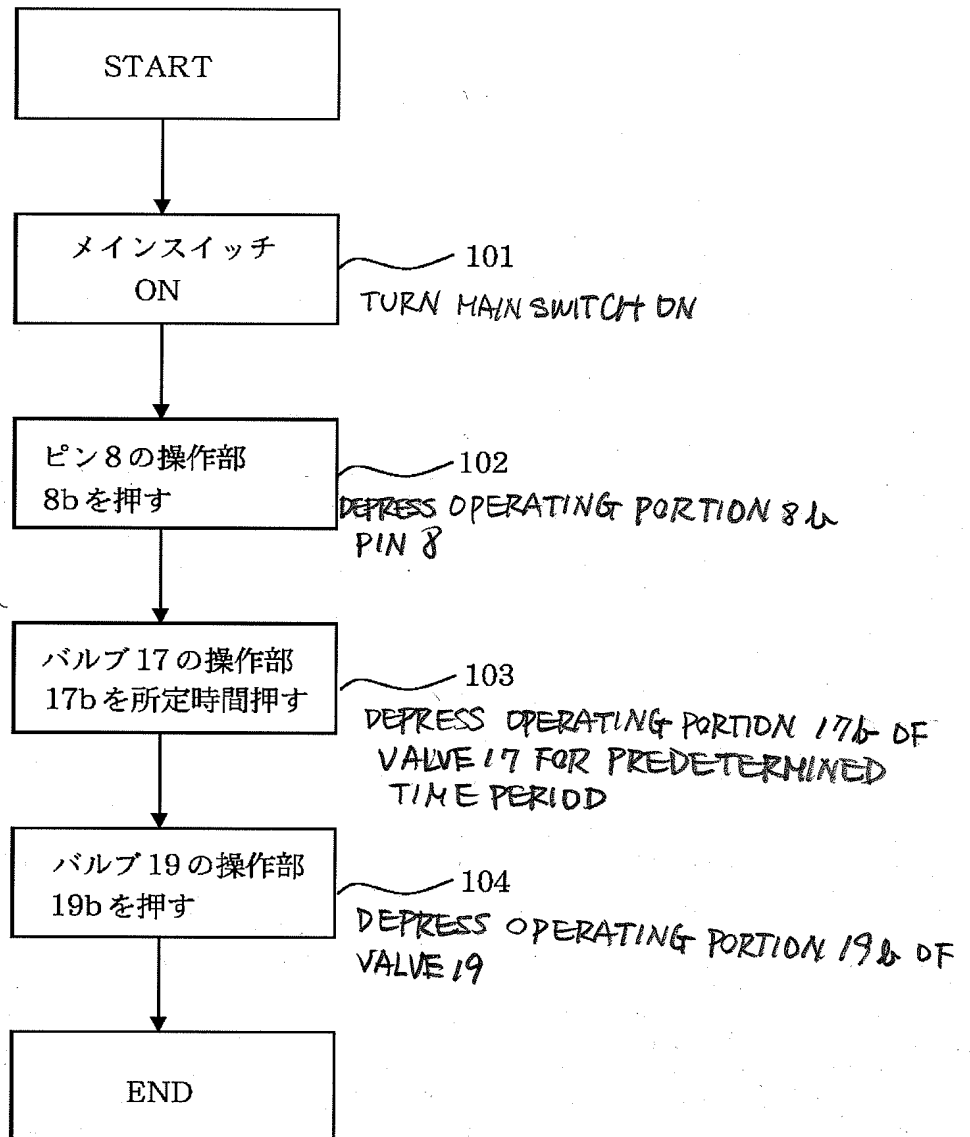 START
メインスイッチ
ON
101
TURN MAIN SWITCH ON
ピン8の操作部
8bを押す
102
DEPRESS OPERATING PORTION 8b
PIN 8
バルブ17の操作部
17bを所定時間押す
103
DEPRESS OPERATING PORTION 17b OF
VALVE 17 FOR PREDETERMINED
TIME PERIOD
バルブ19の操作部
19bを押す
104
DEPRESS OPERATING PORTION 19b OF
VALVE 19
END